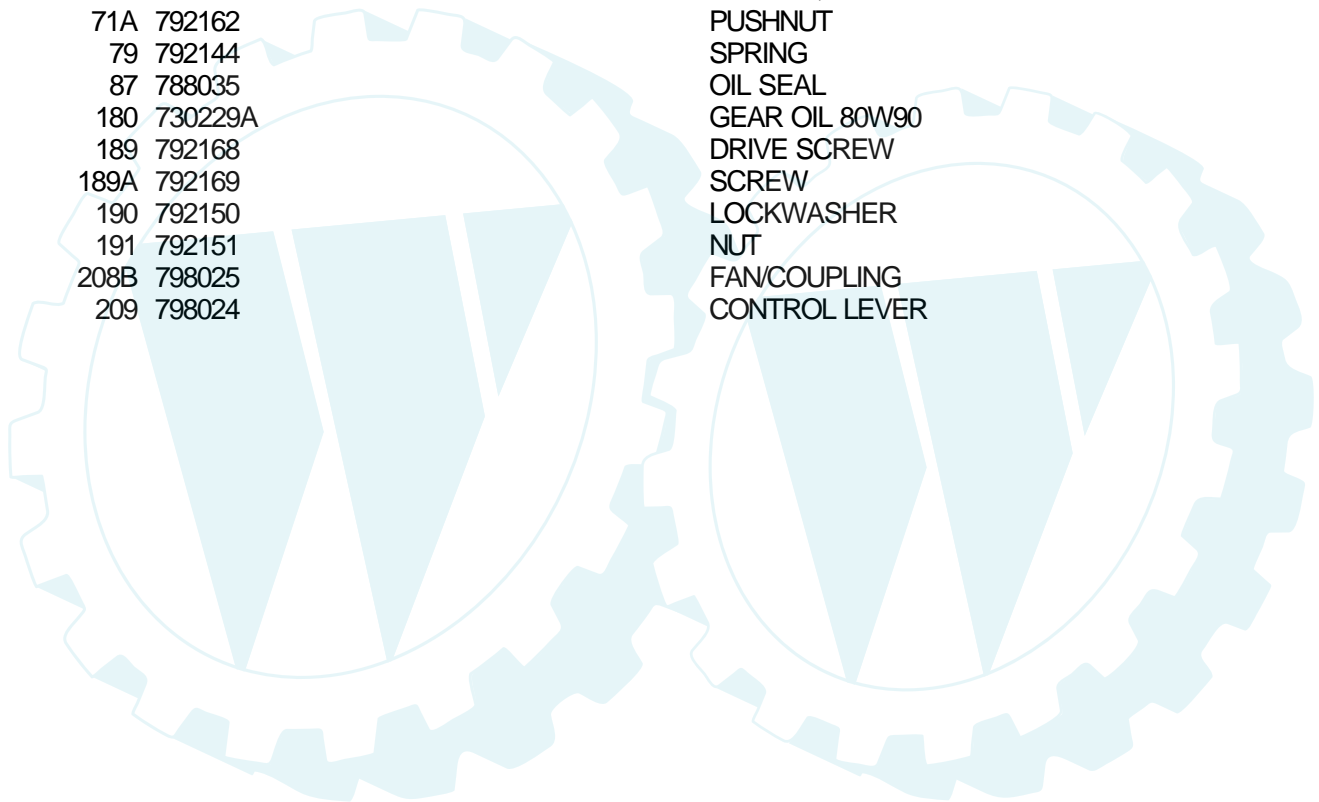 71A 792162 PUSHNUT
79 792144 SPRING
87 788035 OIL SEAL
180 730229A GEAR OIL 80W90
189 792168 DRIVE SCREW
189A 792169 SCREW
190 792150 LOCKWASHER
191 792151 NUT
208B 798025 FAN/COUPLING
209 798024 CONTROL LEVER